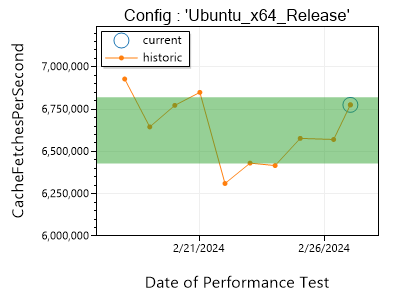 Config : 'Ubuntu_x64_Release'
current
historic
7,000,000
6,750,000
6,500,000
6,250,000
6,000,000
CacheFetchesPerSecond
2/21/2024
2/26/2024
Date of Performance Test